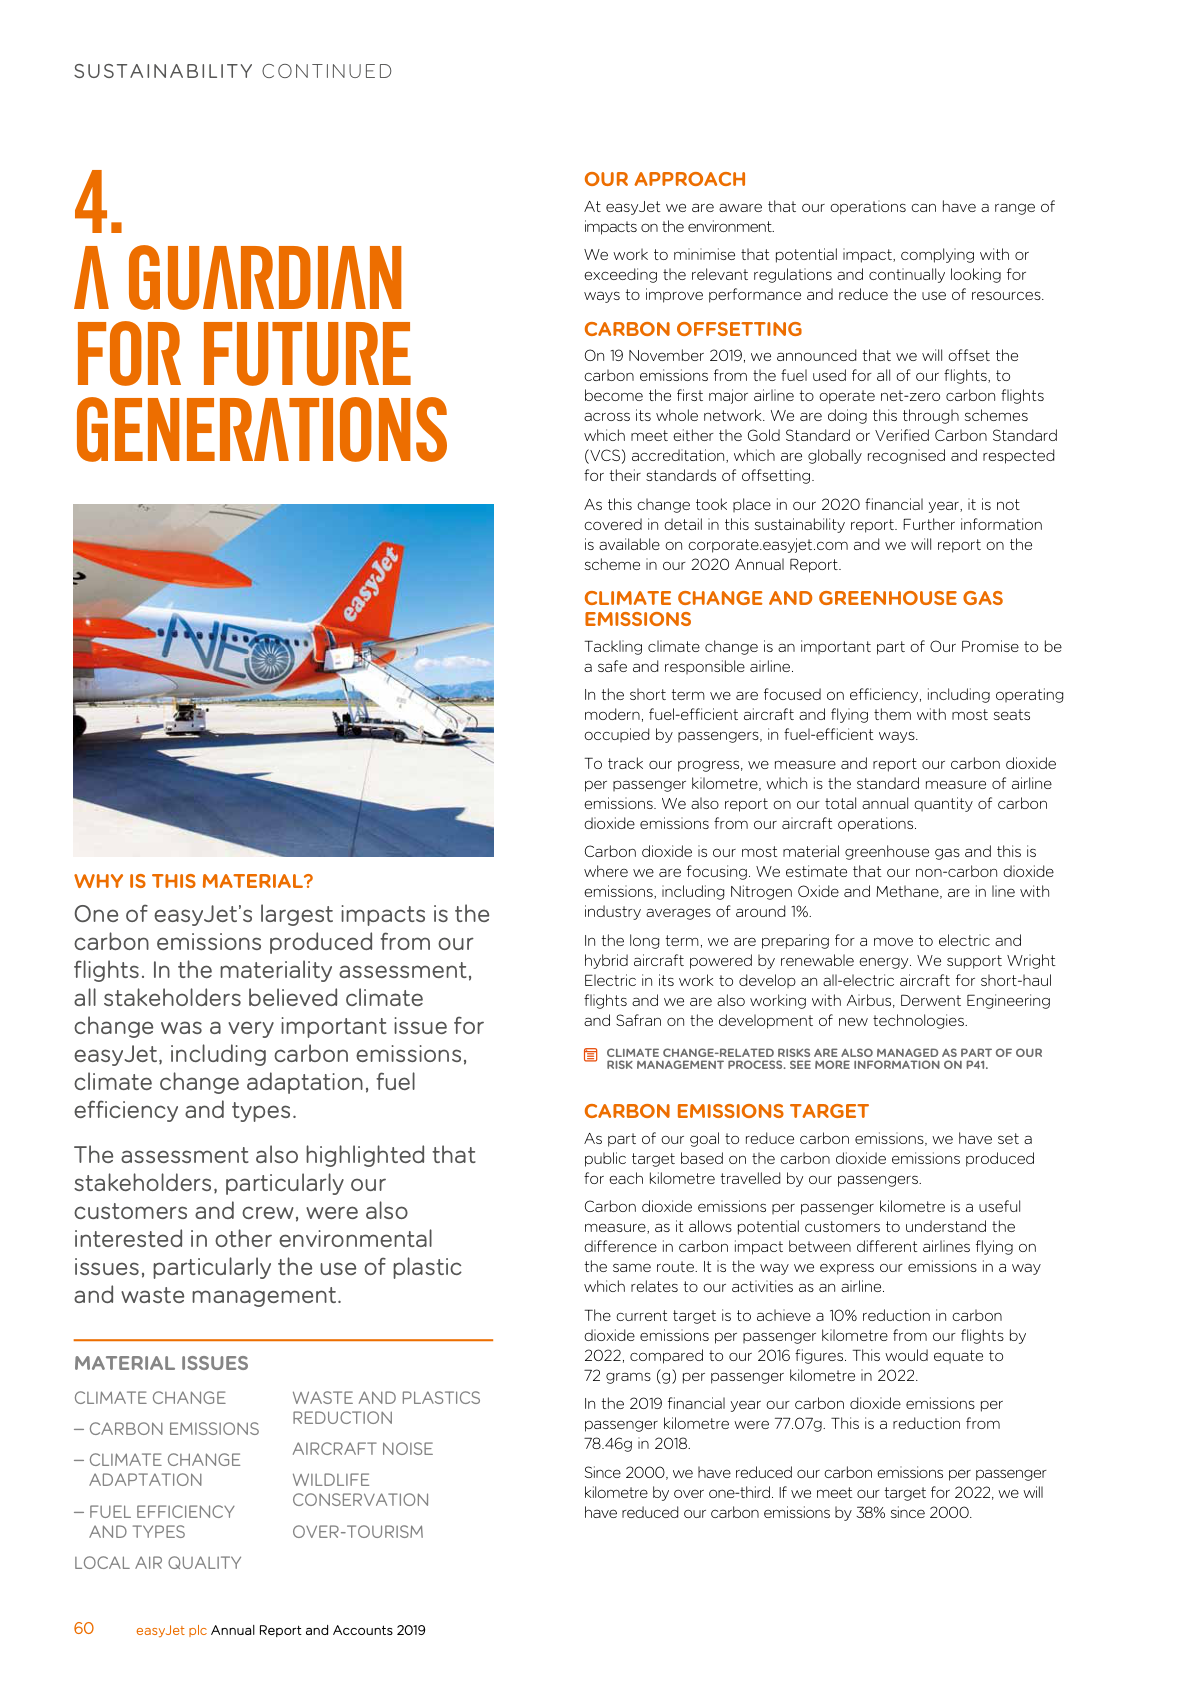 SUSTAINABILITY CONTINUED
4.
A GUARDIAN
FOR FUTURE
GENERATIONS
easyJet
NEO
WHY IS THIS MATERIAL?
One of easyJet's largest impacts is the
carbon emissions produced from our
flights. In the materiality assessment,
all stakeholders believed climate
change was a very important issue for
easyJet, including carbon emissions,
climate change adaptation, fuel
efficiency and types.
The assessment also highlighted that
stakeholders, particularly our
customers and crew, were also
interested in other environmental
issues, particularly the use of plastic
and waste management.
MATERIAL ISSUES
CLIMATE CHANGE
– CARBON EMISSIONS
– CLIMATE CHANGE
ADAPTATION
– FUEL EFFICIENCY
AND TYPES
LOCAL AIR QUALITY
WASTE AND PLASTICS
REDUCTION
AIRCRAFT NOISE
WILDLIFE
CONSERVATION
OVER-TOURISM
OUR APPROACH
At easyJet we are aware that our operations can have a range of
impacts on the environment.
We work to minimise that potential impact, complying with or
exceeding the relevant regulations and continually looking for
ways to improve performance and reduce the use of resources.
CARBON OFFSETTING
On 19 November 2019, we announced that we will offset the
carbon emissions from the fuel used for all of our flights, to
become the first major airline to operate net-zero carbon flights
across its whole network. We are doing this through schemes
which meet either the Gold Standard or Verified Carbon Standard
(VCS) accreditation, which are globally recognised and respected
for their standards of offsetting.
As this change took place in our 2020 financial year, it is not
covered in detail in this sustainability report. Further information
is available on corporate.easyjet.com and we will report on the
scheme in our 2020 Annual Report.
CLIMATE CHANGE AND GREENHOUSE GAS
EMISSIONS
Tackling climate change is an important part of Our Promise to be
a safe and responsible airline.
In the short term we are focused on efficiency, including operating
modern, fuel-efficient aircraft and flying them with most seats
occupied by passengers, in fuel-efficient ways.
To track our progress, we measure and report our carbon dioxide
per passenger kilometre, which is the standard measure of airline
emissions. We also report on our total annual quantity of carbon
dioxide emissions from our aircraft operations.
Carbon dioxide is our most material greenhouse gas and this is
where we are focusing. We estimate that our non-carbon dioxide
emissions, including Nitrogen Oxide and Methane, are in line with
industry averages of around 1%.
In the long term, we are preparing for a move to electric and
hybrid aircraft powered by renewable energy. We support Wright
Electric in its work to develop an all-electric aircraft for short-haul
flights and we are also working with Airbus, Derwent Engineering
and Safran on the development of new technologies.
CLIMATE CHANGE-RELATED RISKS ARE ALSO MANAGED AS PART OF OUR
RISK MANAGEMENT PROCESS. SEE MORE INFORMATION ON P41.
CARBON EMISSIONS TARGET
As part of our goal to reduce carbon emissions, we have set a
public target based on the carbon dioxide emissions produced
for each kilometre travelled by our passengers.
Carbon dioxide emissions per passenger kilometre is a useful
measure, as it allows potential customers to understand the
difference in carbon impact between different airlines flying on
the same route. It is the way we express our emissions in a way
which relates to our activities as an airline.
The current target is to achieve a 10% reduction in carbon
dioxide emissions per passenger kilometre from our flights by
2022, compared to our 2016 figures. This would equate to
72 grams (g) per passenger kilometre in 2022.
In the 2019 financial year our carbon dioxide emissions per
passenger kilometre were 77.07g. This is a reduction from
78.46g in 2018.
Since 2000, we have reduced our carbon emissions per passenger
kilometre by over one-third. If we meet our target for 2022, we will
have reduced our carbon emissions by 38% since 2000.
60 easyJet plc Annual Report and Accounts 2019